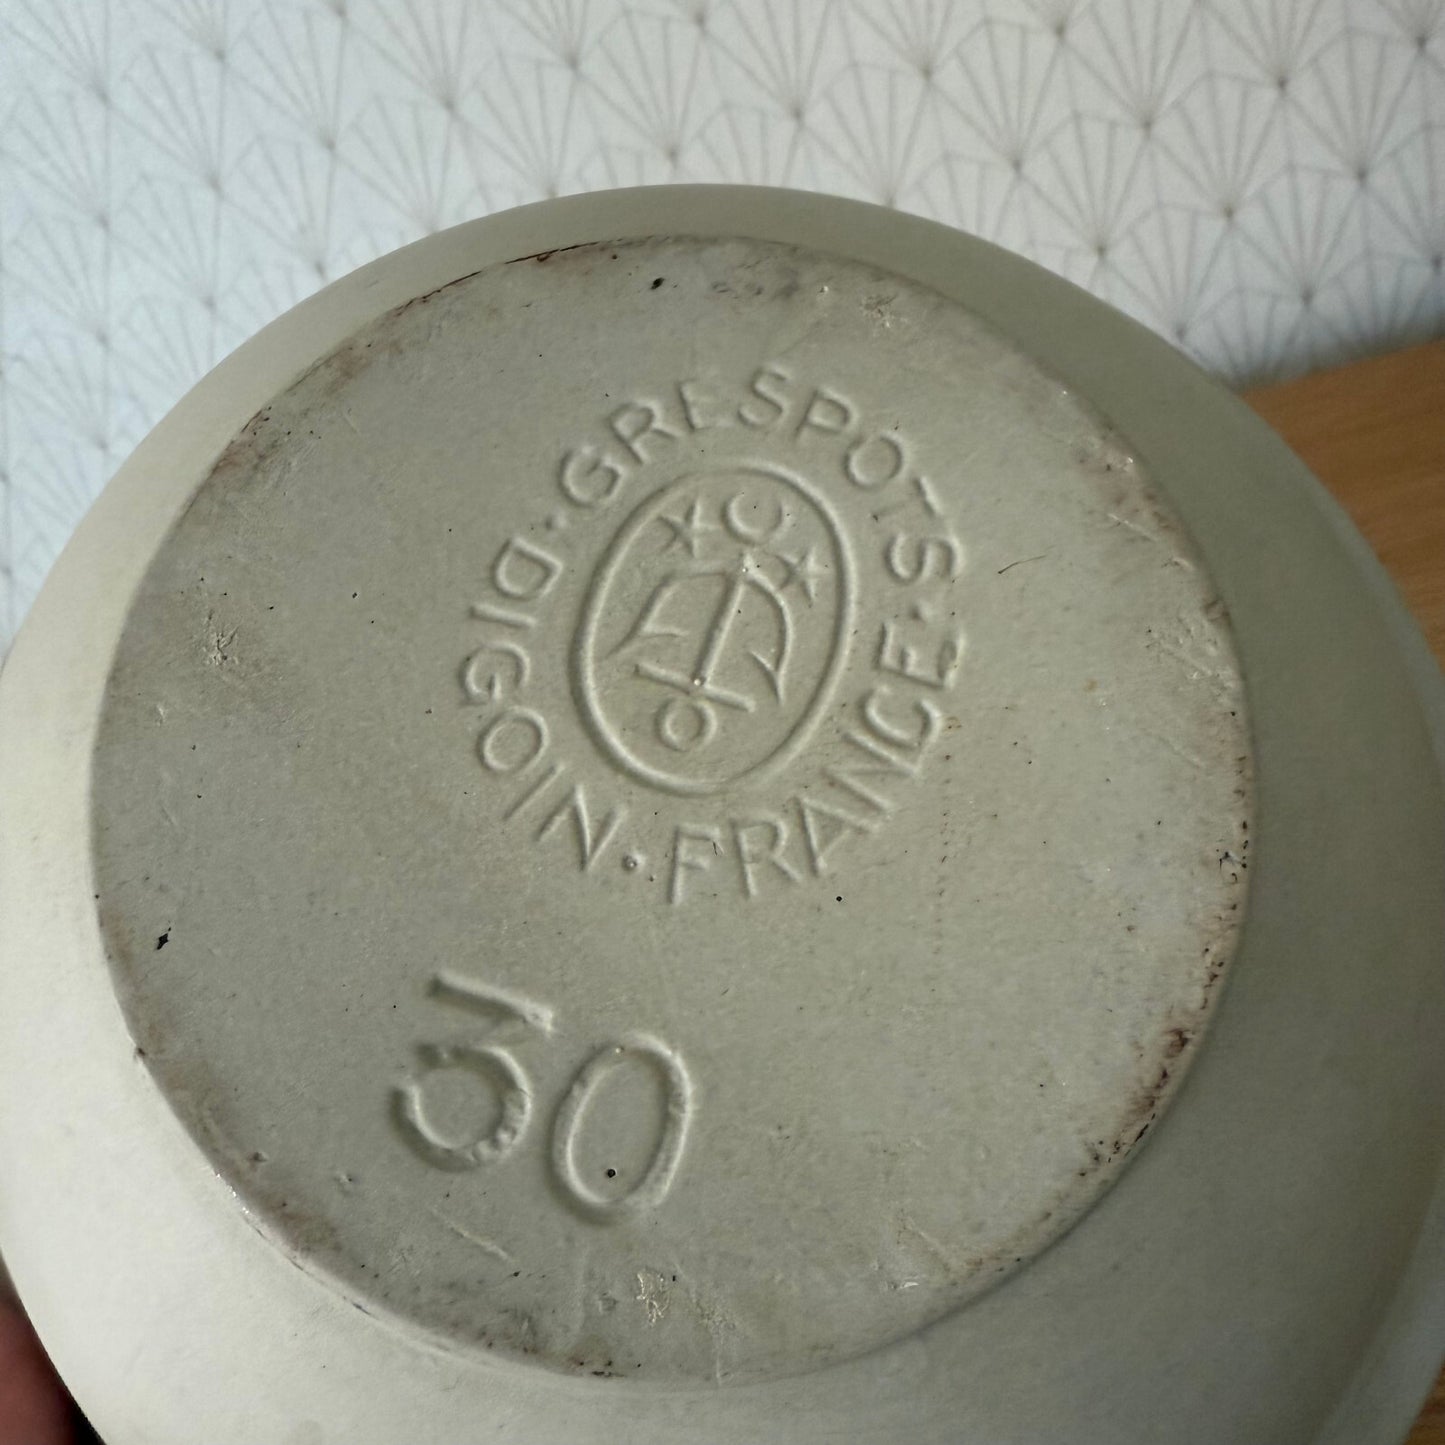 DIGOIN · GRESPOTS · FRANCE ·
30